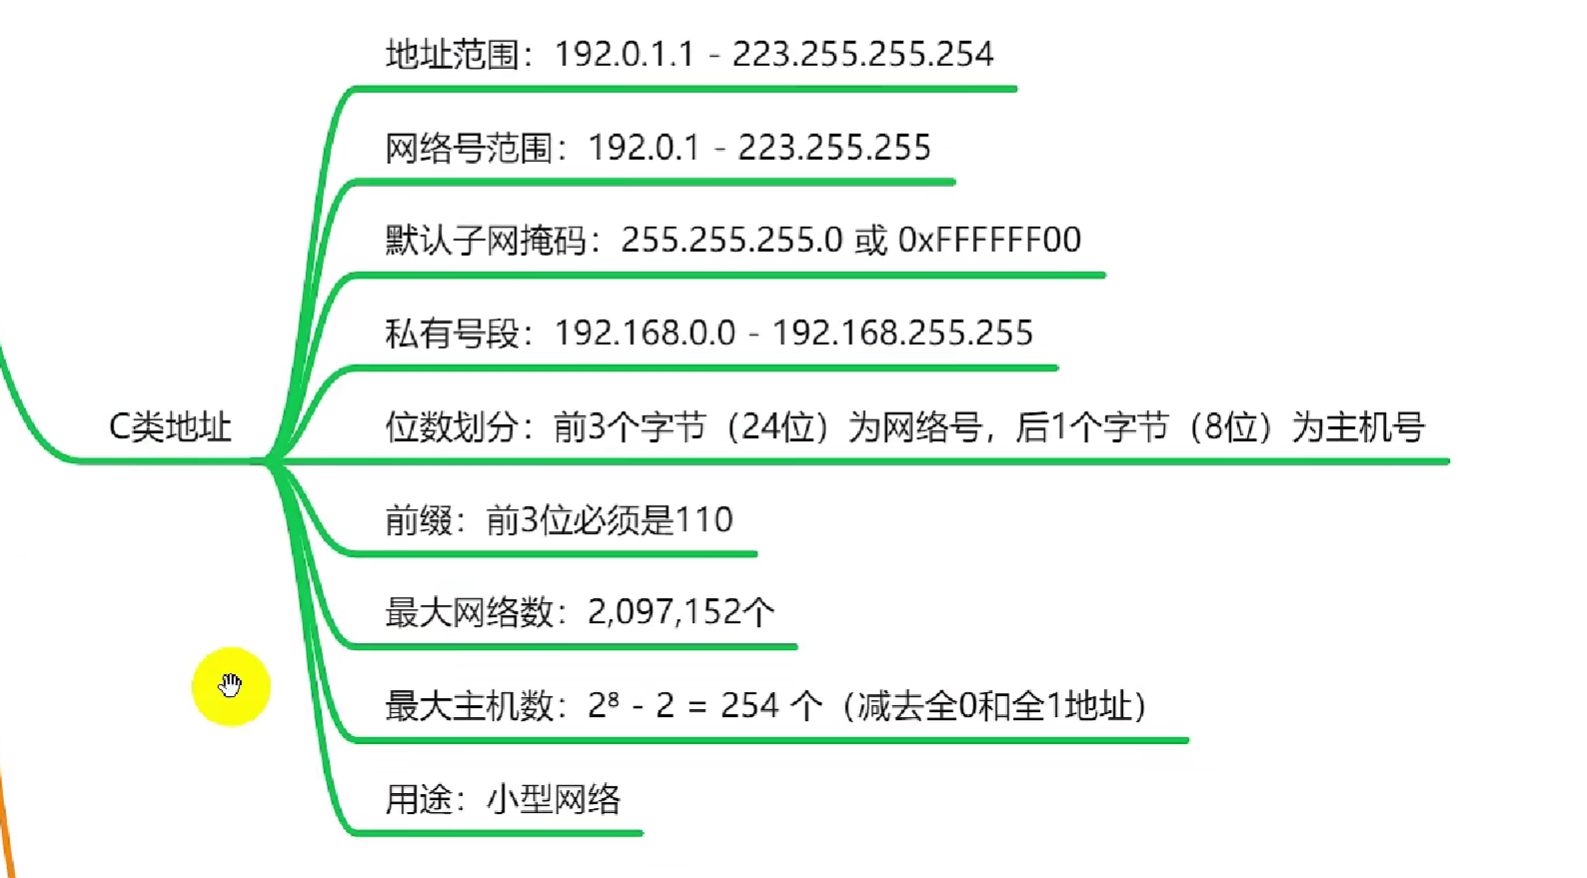 地址范围：192.0.1.1 - 223.255.255.254
网络号范围：192.0.1 - 223.255.255
默认子网掩码：255.255.255.0 或 0xFFFFFF00
私有号段：192.168.0.0 - 192.168.255.255
C类地址
位数划分：前3个字节（24位）为网络号，后1个字节（8位）为主机号
前缀：前3位必须是110
最大网络数：2,097,152个
最大主机数：2⁸ - 2 = 254 个（减去全0和全1地址）
用途：小型网络